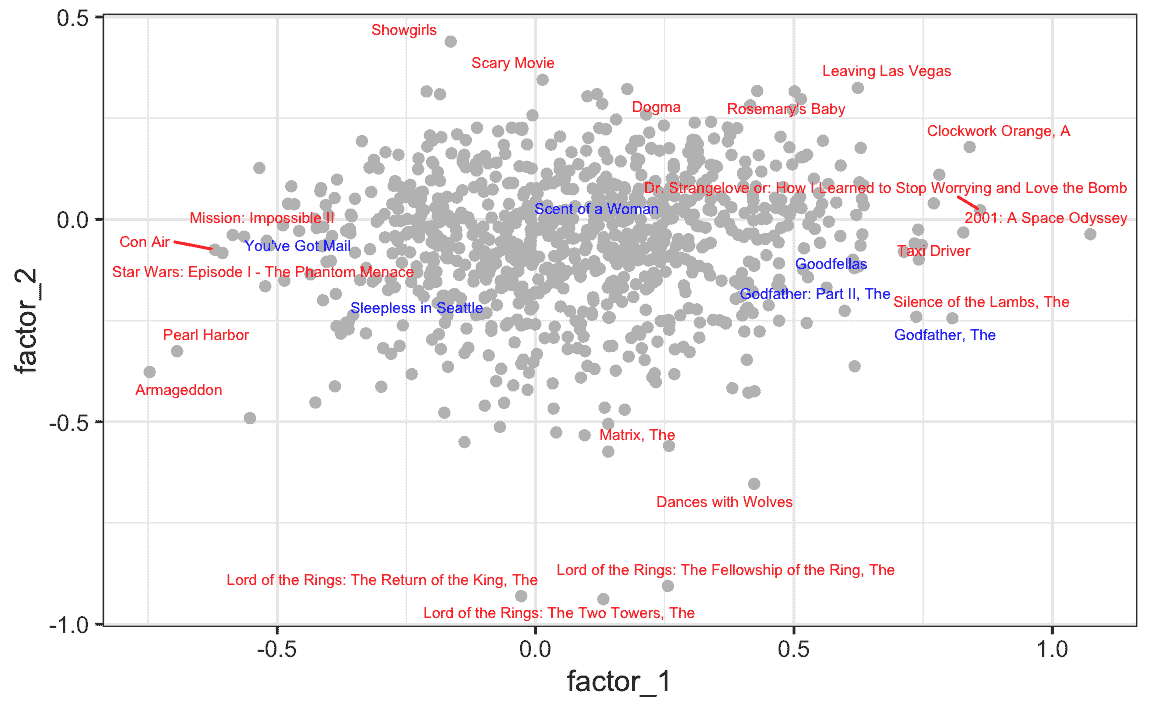 0.5
Showgirls
Scary Movie
Leaving Las Vegas
Dogma
Rosemary's Baby
Clockwork Orange, A
Dr. Strangelove or: How I Learned to Stop Worrying and Love the Bomb
Scent of a Woman
0.0
Mission: Impossible II
2001: A Space Odyssey
Con Air
You've Got Mail
Taxi Driver
Goodfellas
Star Wars: Episode I - The Phantom Menace
Godfather: Part II, The
Silence of the Lambs, The
Sleepless in Seattle
Pearl Harbor
Godfather, The
Armageddon
-0.5
Matrix, The
Dances with Wolves
Lord of the Rings: The Fellowship of the Ring, The
Lord of the Rings: The Return of the King, The
Lord of the Rings: The Two Towers, The
-1.0
-0.5
0.0
0.5
1.0
factor_1
factor_2